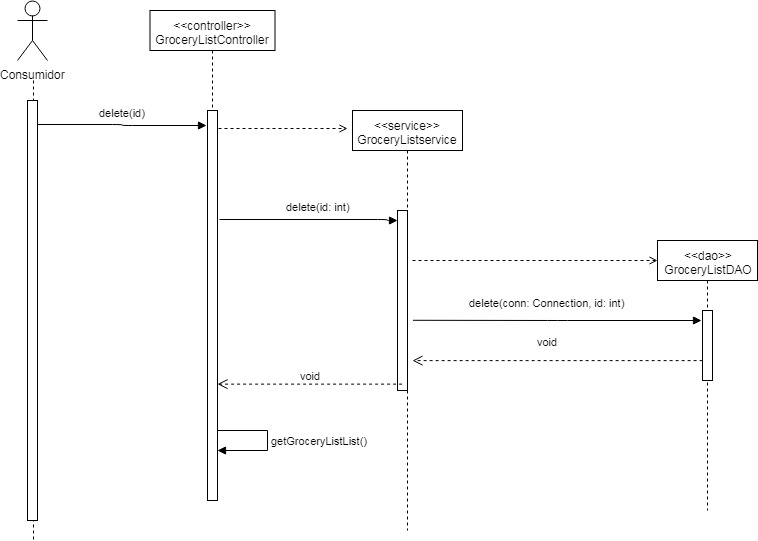 <<controller>>
GroceryListController
Consumidor
delete(id)
<<service>>
GroceryListservice
delete(id: int)
<<dao>>
GroceryListDAO
delete(conn: Connection, id: int)
void
void
getGroceryListList()